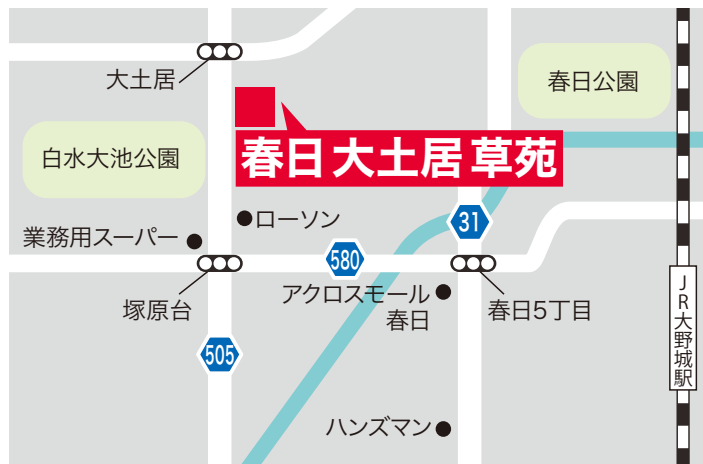 大土居
春日公園
春日 大土居 草苑
白水大池公園
ローソン
31
業務用スーパー
580
塚原台
アクロスモール
春日
春日5丁目
JR大野城駅
505
ハンズマン